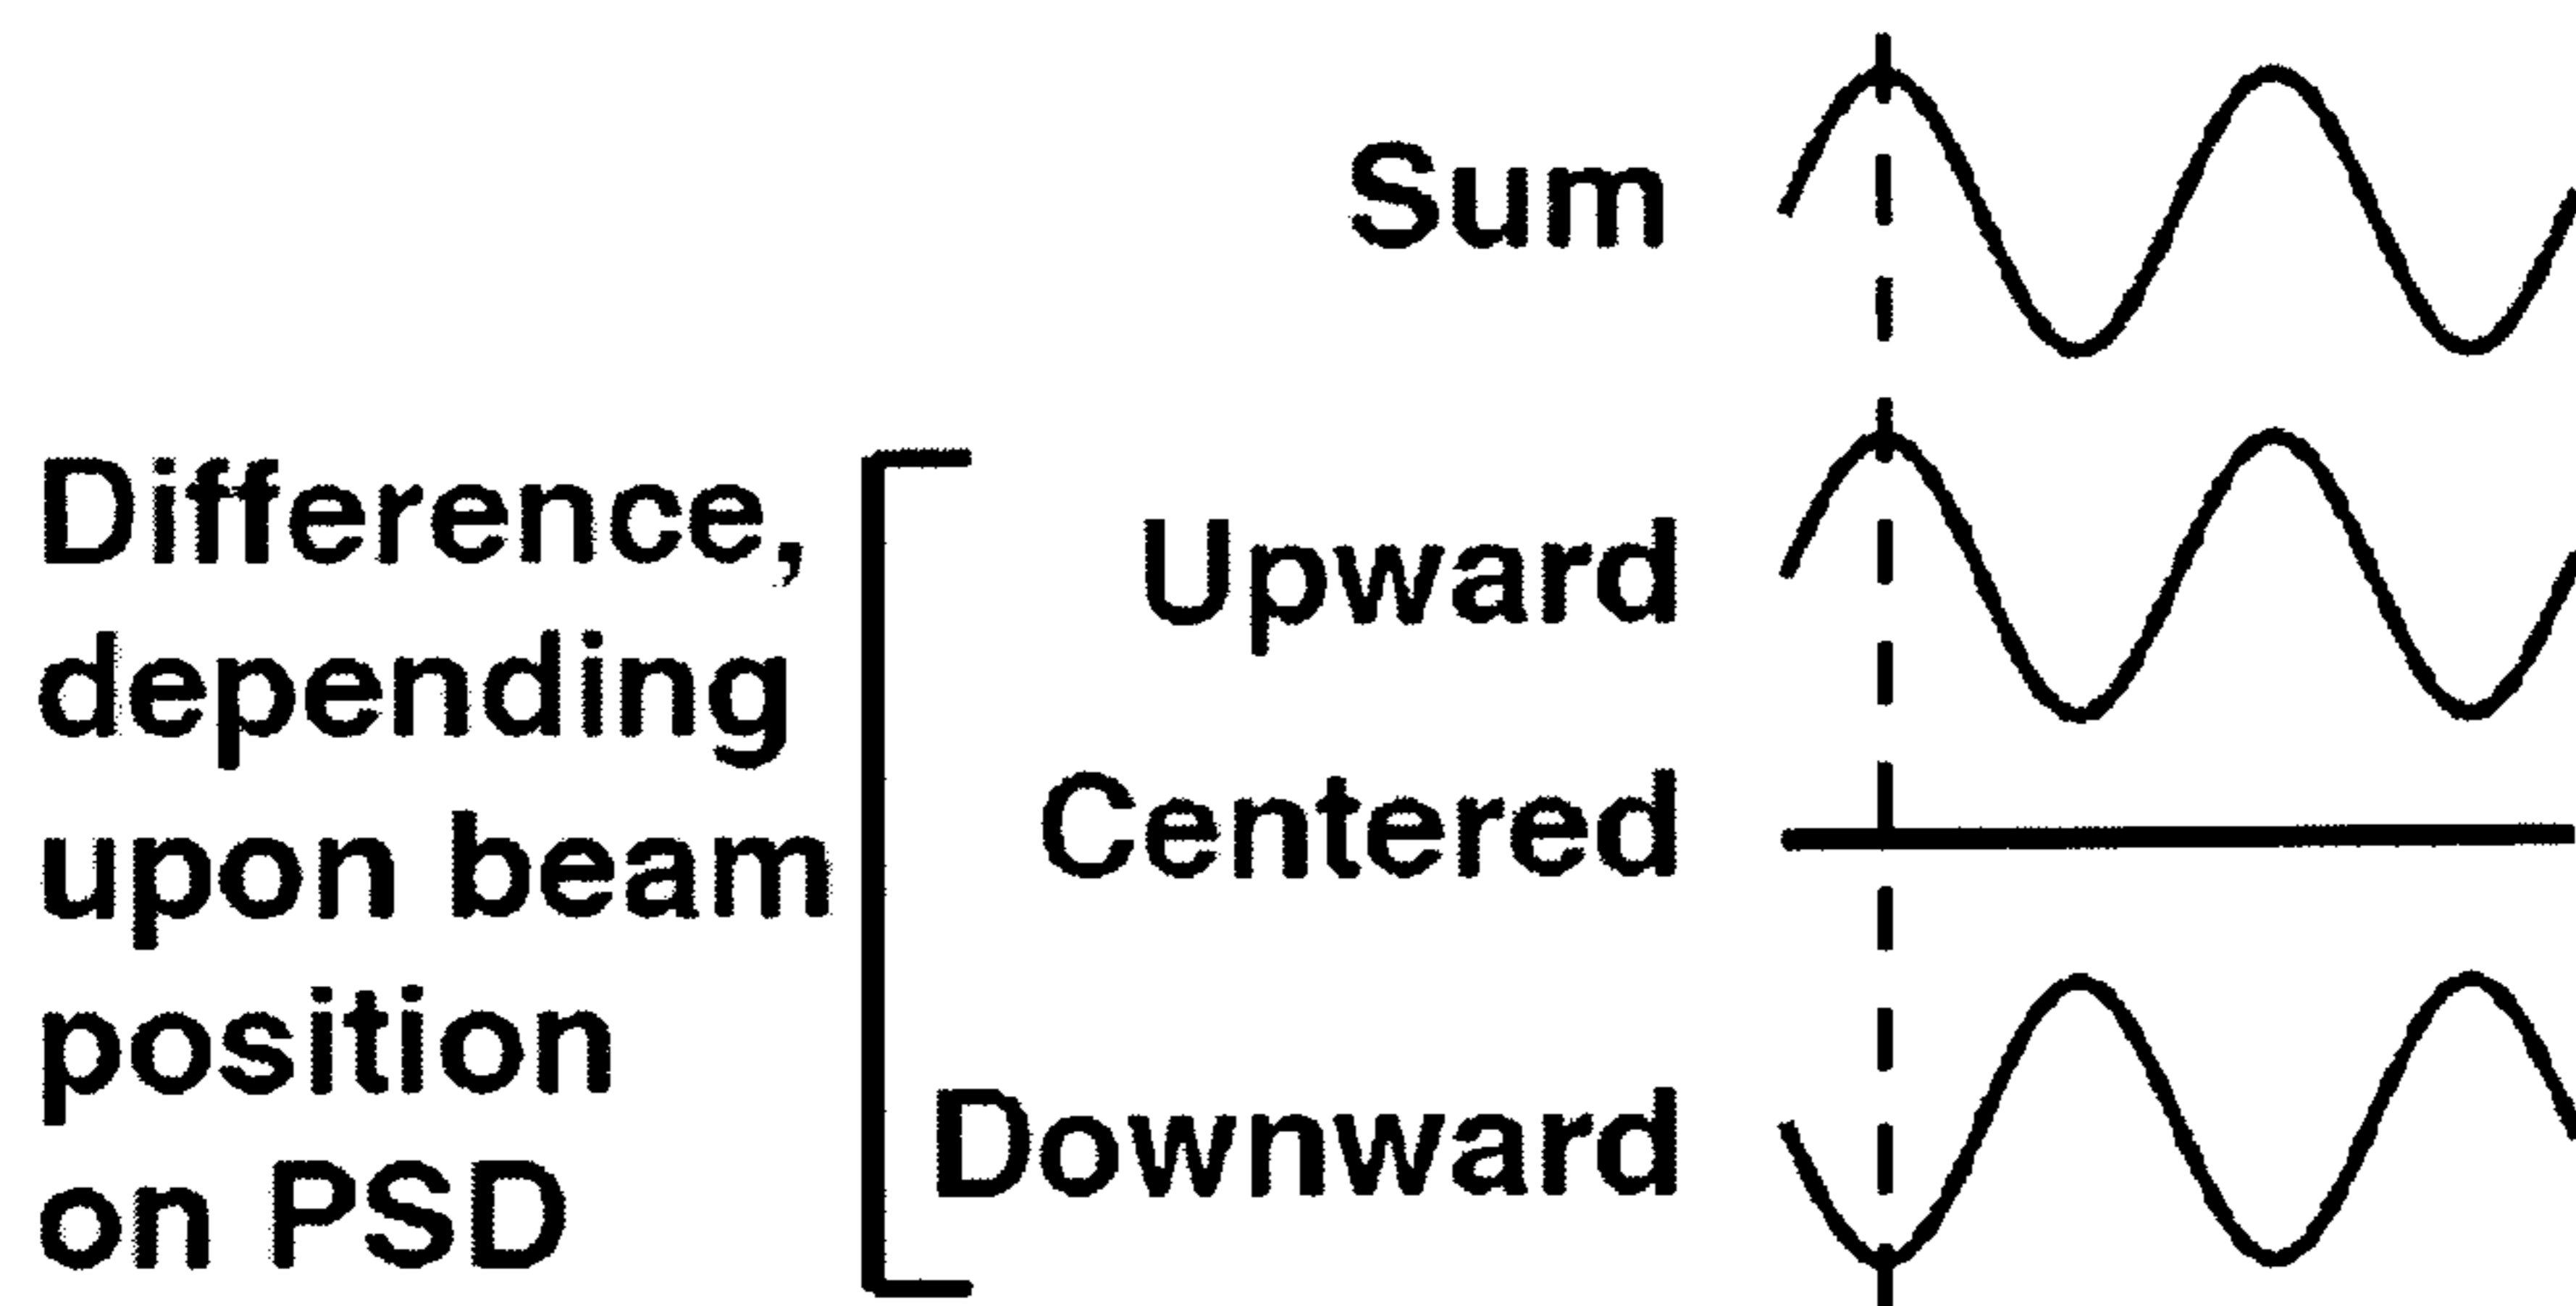 Sum
Difference,
depending
upon beam
position
on PSD
Upward
Centered
Downward